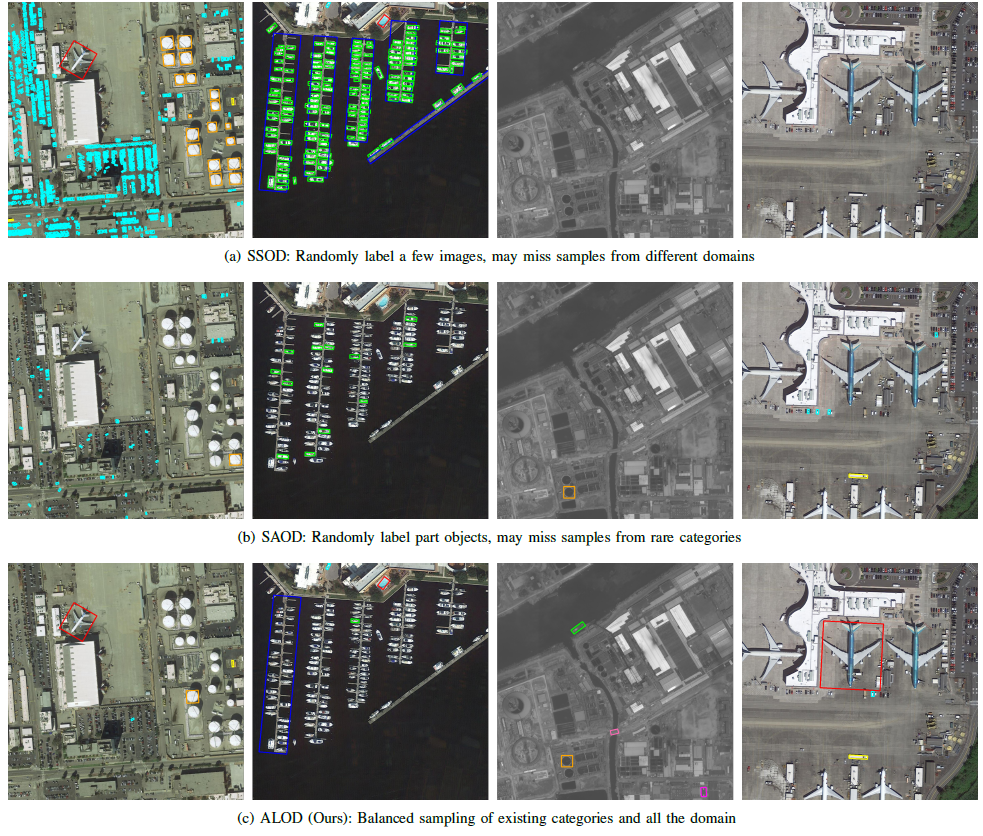 (a) SSOD: Randomly label a few images, may miss samples from different domains
(b) SAOD: Randomly label part objects, may miss samples from rare categories
(c) ALOD (Ours): Balanced sampling of existing categories and all the domain